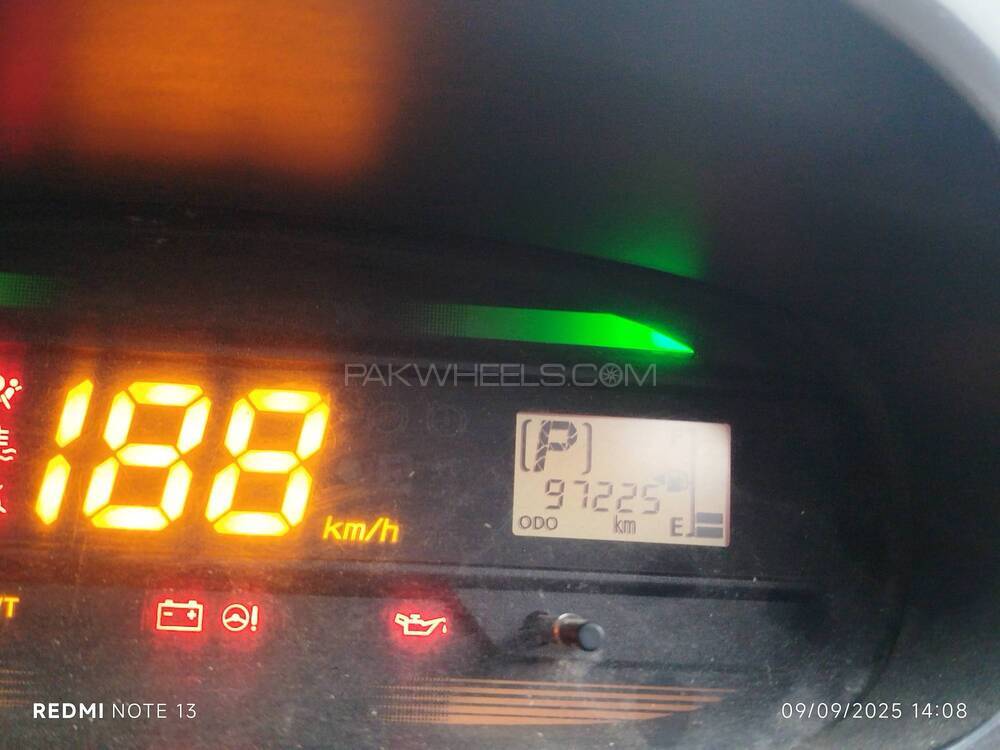 PAKWHEELS.COM
188
km/h
[P]
97225
ODO km E
/T
REDMI NOTE 13
09/09/2025 14:08